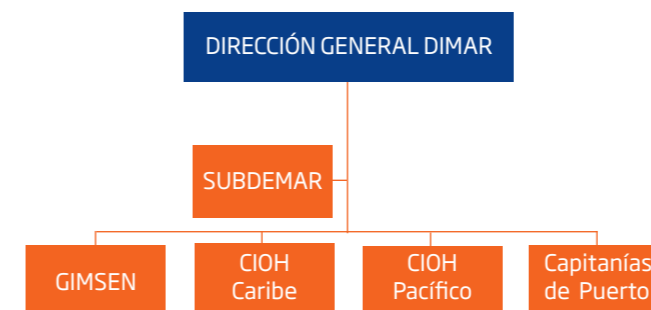 DIRECCIÓN GENERAL DIMAR
SUBDEMAR
GIMSEN
CIOH
Caribe
CIOH
Pacífico
Capitanías
de Puerto